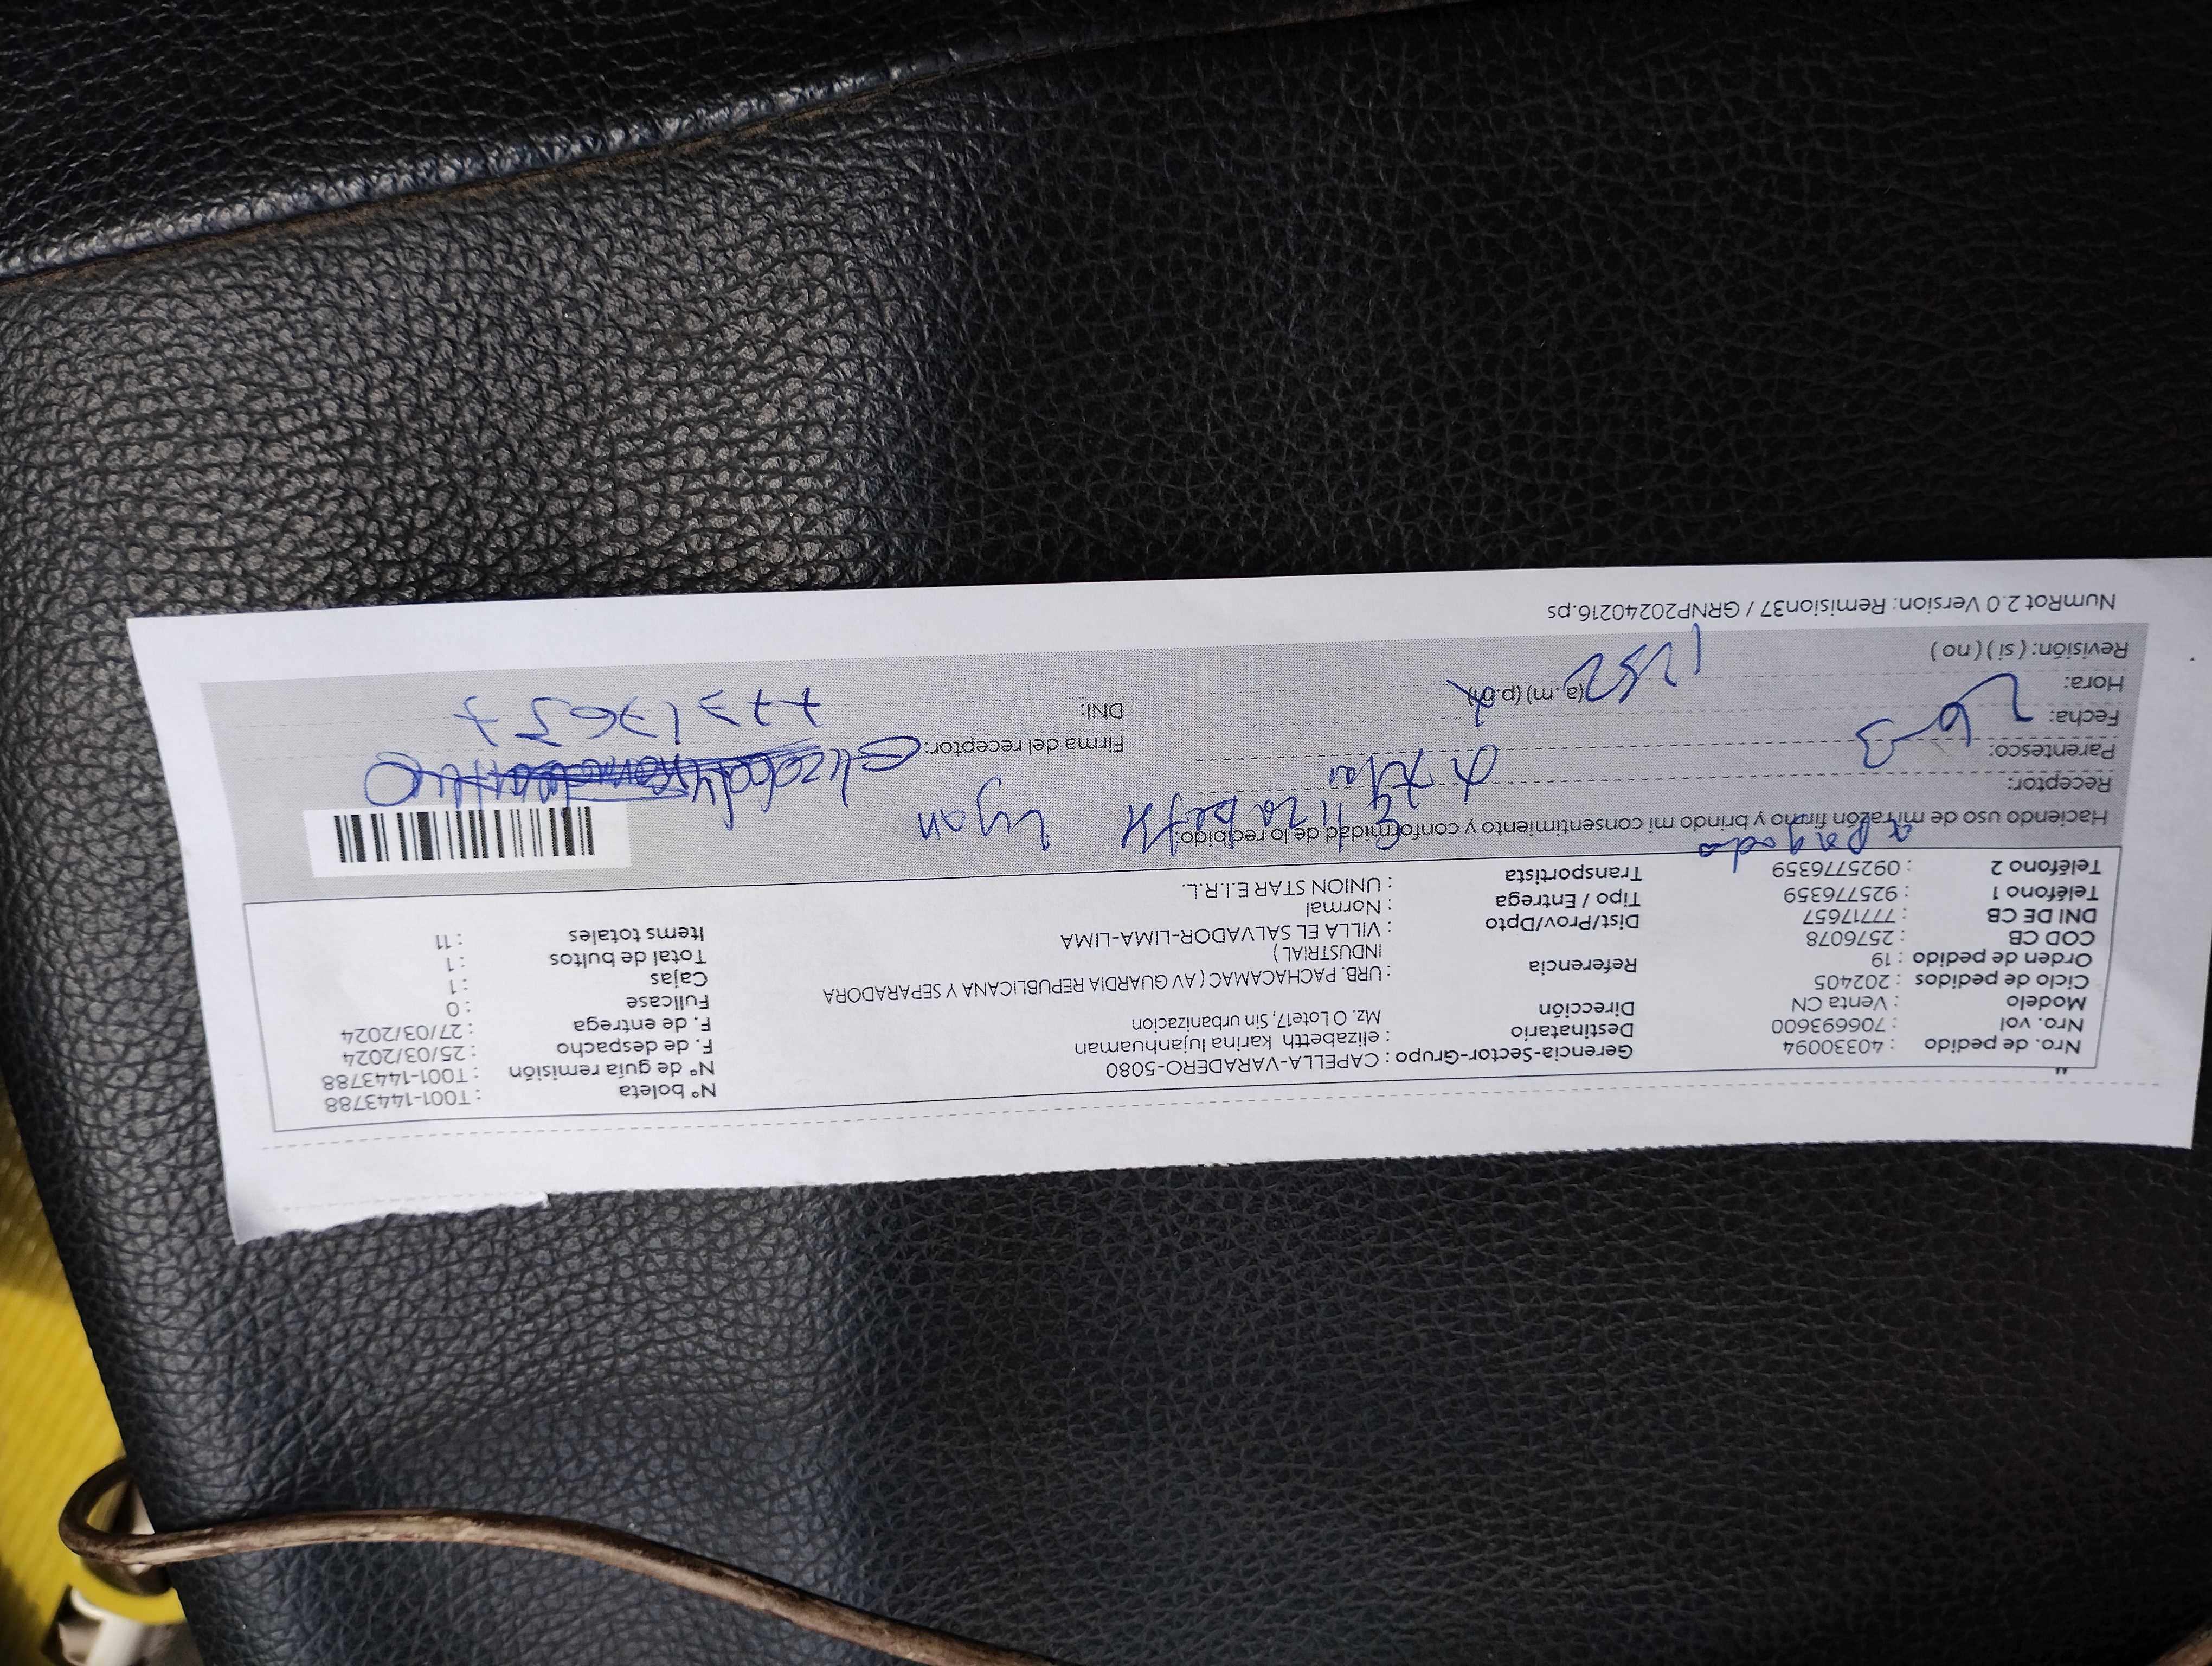 Nro. de pedido : 40330094 Gerencia-Sector-Grupo : CAPELLA-VARADERO-5080 N° boleta : T001-1443788
Nro. vol : 706693600 Destinatario : elizabetth karina lujanhuaman N° de guía remisión : T001-1443788
Modelo : Venta CN Dirección Mz. O Lote17, Sin urbanizacion F. de despacho : 25/03/2024
Ciclo de pedidos : 202405 F. de entrega : 27/03/2024
Orden de pedido : 19 Referencia : URB. PACHACAMAC ( AV GUARDIA REPUBLICANA Y SEPARADORA Fullcase : 0
COD CB : 2576078 INDUSTRIAL ) Cajas : 1
DNI DE CB : 77717657 Dist/Prov/Dpto : VILLA EL SALVADOR-LIMA-LIMA Total de bultos : 1
Teléfono 1 : 925776359 Tipo / Entrega : Normal Items totales : 11
Teléfono 2 : 0925776359 Transportista : UNION STAR E.I.R.L.
apagado
Haciendo uso de mi razón firmo y brindo mi consentimiento y conformidad de lo recibido:
Receptor: Elizabeth
Parentesco: Firma del receptor:
Fecha: 26-3 DNI:
Hora: 1252 (a.m) (p.m)
Revisión: ( si ) ( no )
NumRot 2.0 Version: Remision37 / GRNP20240216.ps